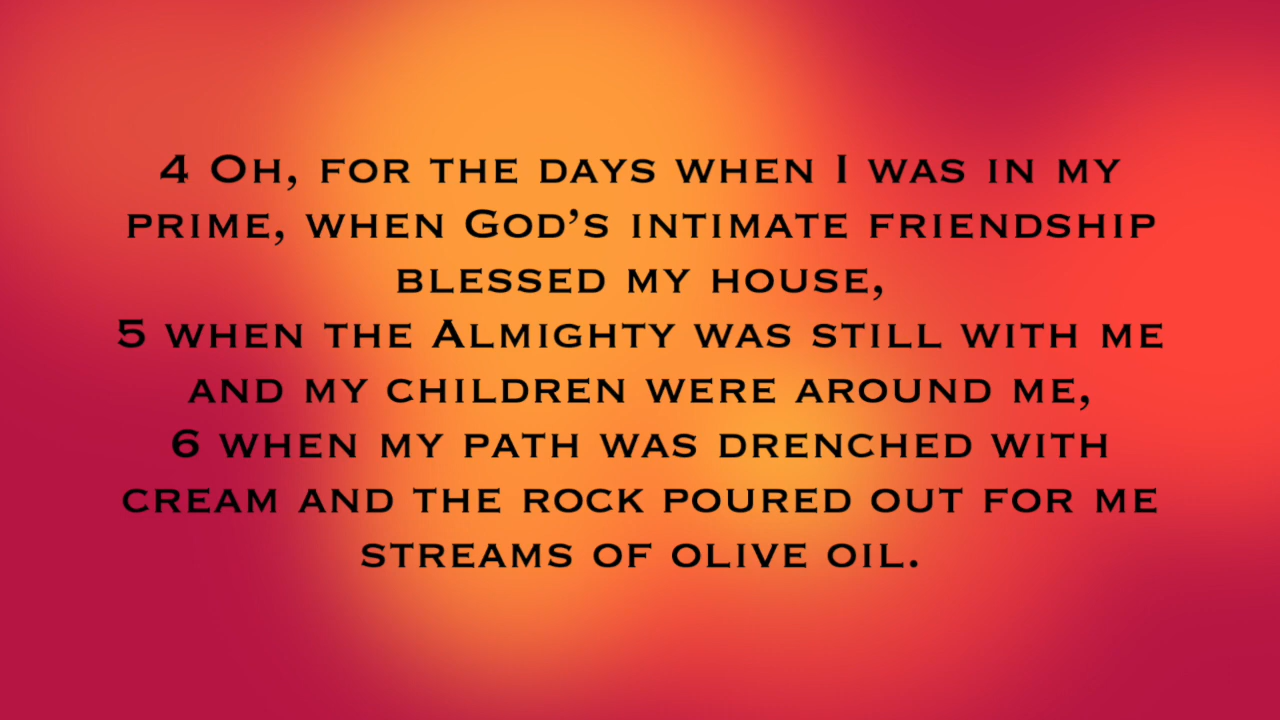 4 Oh, for the days when I was in my
prime, when God’s intimate friendship
blessed my house,
5 when the Almighty was still with me
and my children were around me,
6 when my path was drenched with
cream and the rock poured out for me
streams of olive oil.